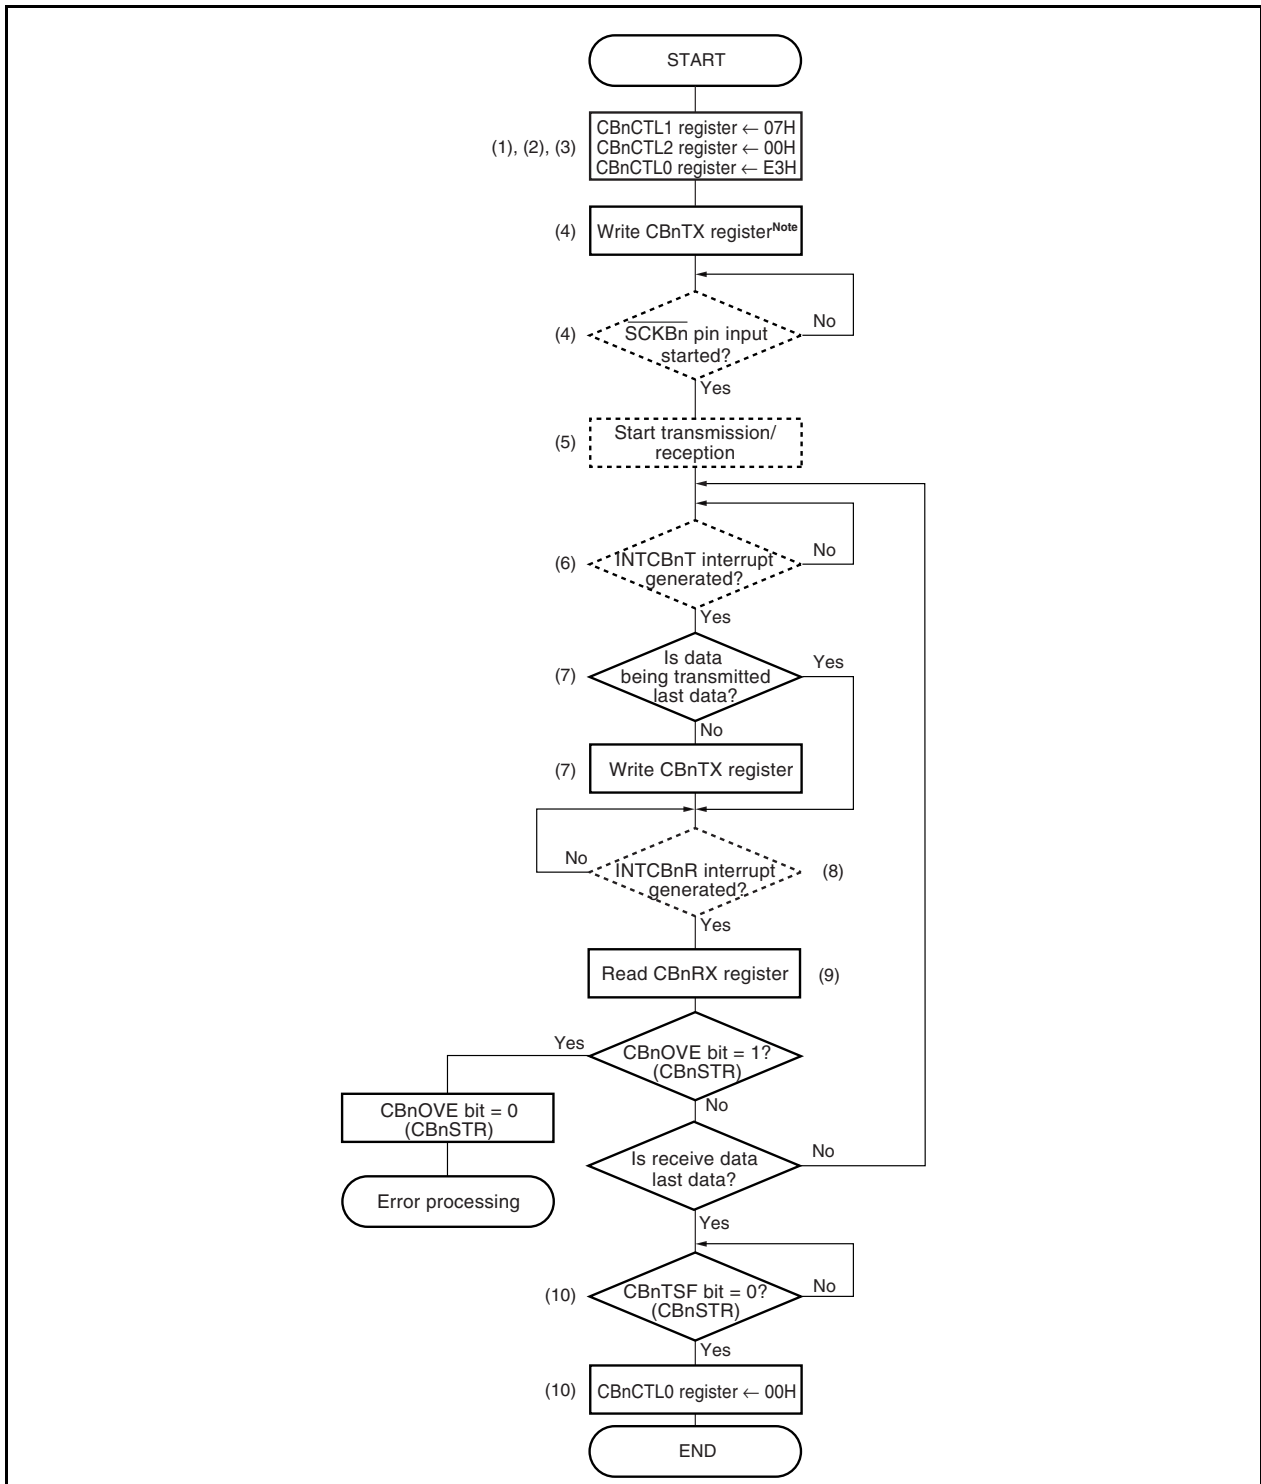 START
(1), (2), (3)
CBnCTL1 register ← 07H
CBnCTL2 register ← 00H
CBnCTL0 register ← E3H
(4)
Write CBnTX registerNote
(4)
SCKBn pin input
started?
No
Yes
(5)
Start transmission/
reception
(6)
INTCBnT interrupt
generated?
No
Yes
(7)
Is data
being transmitted
last data?
Yes
No
(7)
Write CBnTX register
No
INTCBnR interrupt
generated?
(8)
Yes
Read CBnRX register
(9)
Yes
CBnOVE bit = 1?
(CBnSTR)
No
CBnOVE bit = 0
(CBnSTR)
Is receive data
last data?
No
Error processing
Yes
(10)
CBnTSF bit = 0?
(CBnSTR)
No
Yes
(10)
CBnCTL0 register ← 00H
END